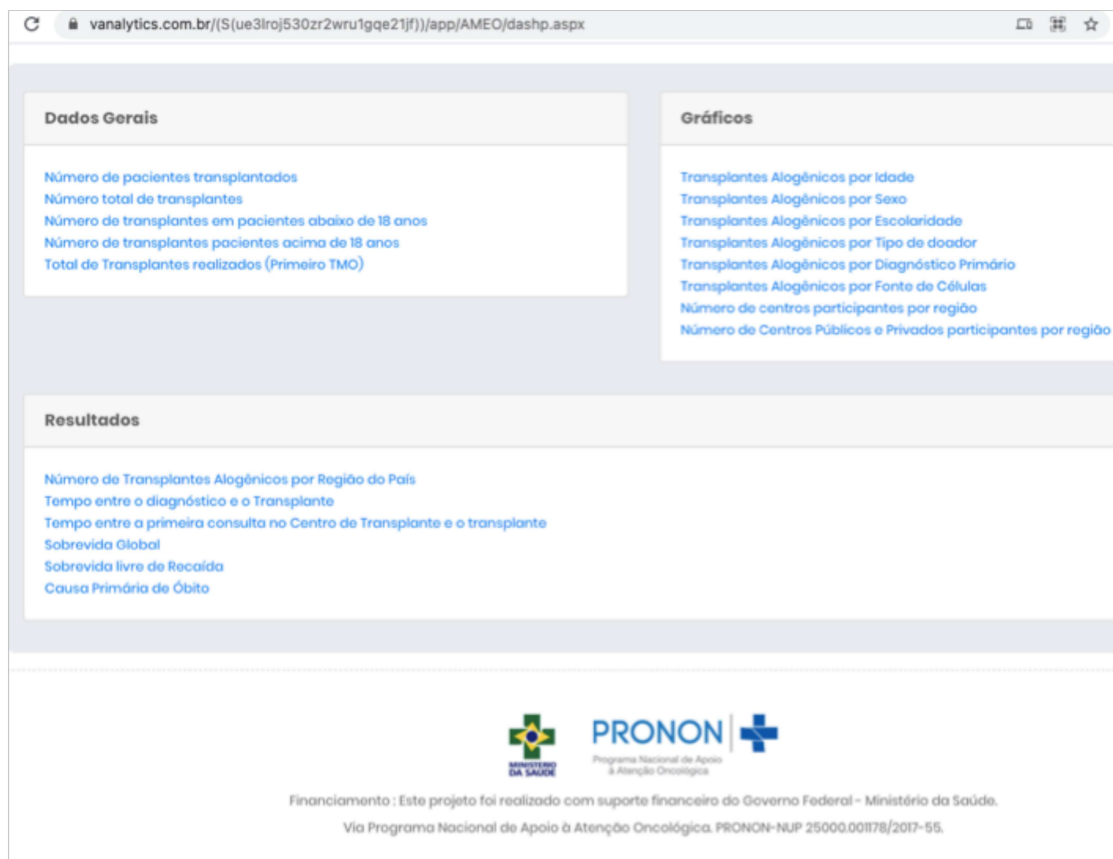 vanalytics.com.br/(S(ue3lroj530zr2wru1gqe21jf))/app/AMEO/dashp.aspx
Dados Gerais
Número de pacientes transplantados
Número total de transplantes
Número de transplantes em pacientes abaixo de 18 anos
Número de transplantes pacientes acima de 18 anos
Total de Transplantes realizados (Primeiro TMO)
Gráficos
Transplantes Alogênicos por Idade
Transplantes Alogênicos por Sexo
Transplantes Alogênicos por Escolaridade
Transplantes Alogênicos por Tipo de doador
Transplantes Alogênicos por Diagnóstico Primário
Transplantes Alogênicos por Fonte de Células
Número de centros participantes por região
Número de Centros Públicos e Privados participantes por região
Resultados
Número de Transplantes Alogênicos por Região do País
Tempo entre o diagnóstico e o Transplante
Tempo entre a primeira consulta no Centro de Transplante e o transplante
Sobrevida Global
Sobrevida livre de Recaída
Causa Primária de Óbito
MINISTÉRIO
DA SAÚDE
PRONON
Programa Nacional de Apoio
à Atenção Oncológica
Financiamento : Este projeto foi realizado com suporte financeiro do Governo Federal - Ministério da Saúde.
Via Programa Nacional de Apoio à Atenção Oncológica. PRONON-NUP 25000.001178/2017-55.